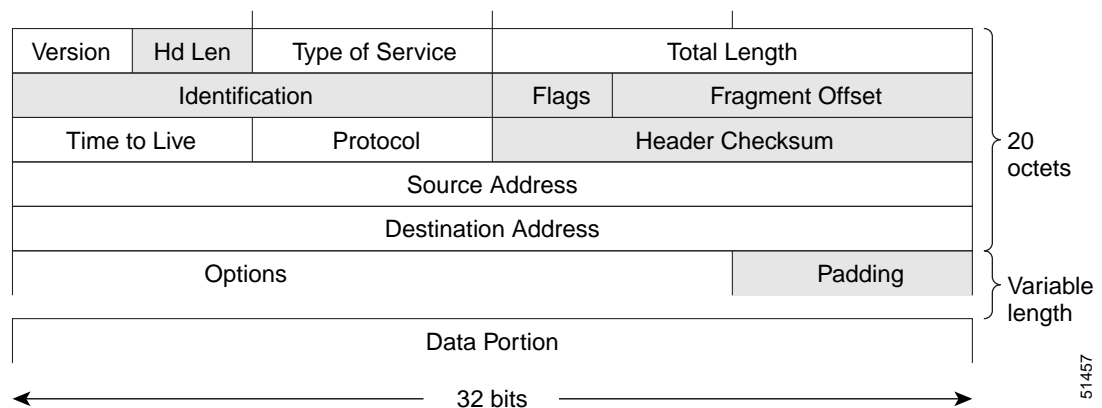 Version Hd Len Type of Service Total Length
Identification Flags Fragment Offset
Time to Live Protocol Header Checksum
20
octets
Source Address
Destination Address
Options Padding
Variable
length
Data Portion
32 bits
51457